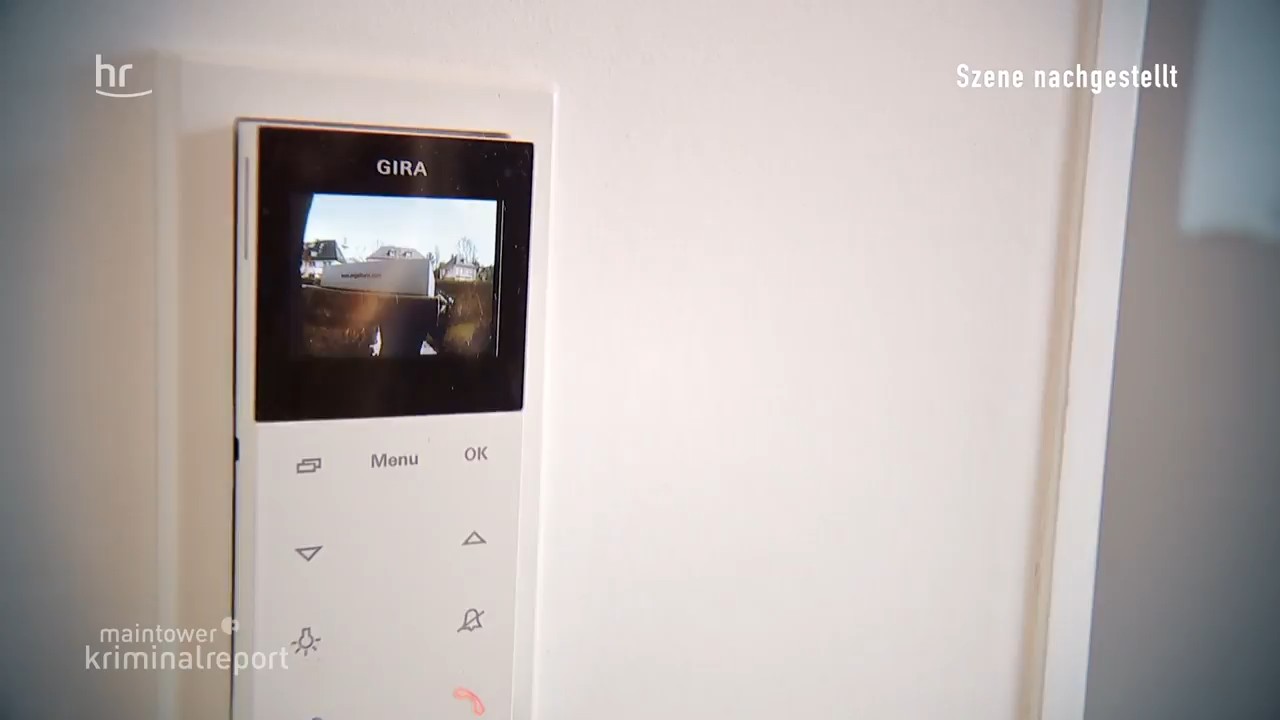 hr
Szene nachgestellt
GIRA
Menu
OK
maintower
kriminalreport